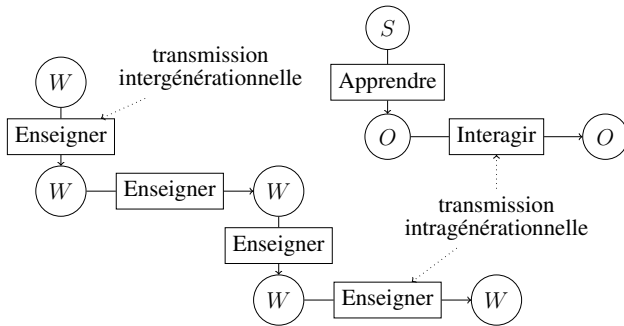 S
transmission
intergénérationnelle
W
Apprendre
Enseigner
O
Interagir
O
W
Enseigner
W
transmission
intragénérationnelle
Enseigner
W
Enseigner
W